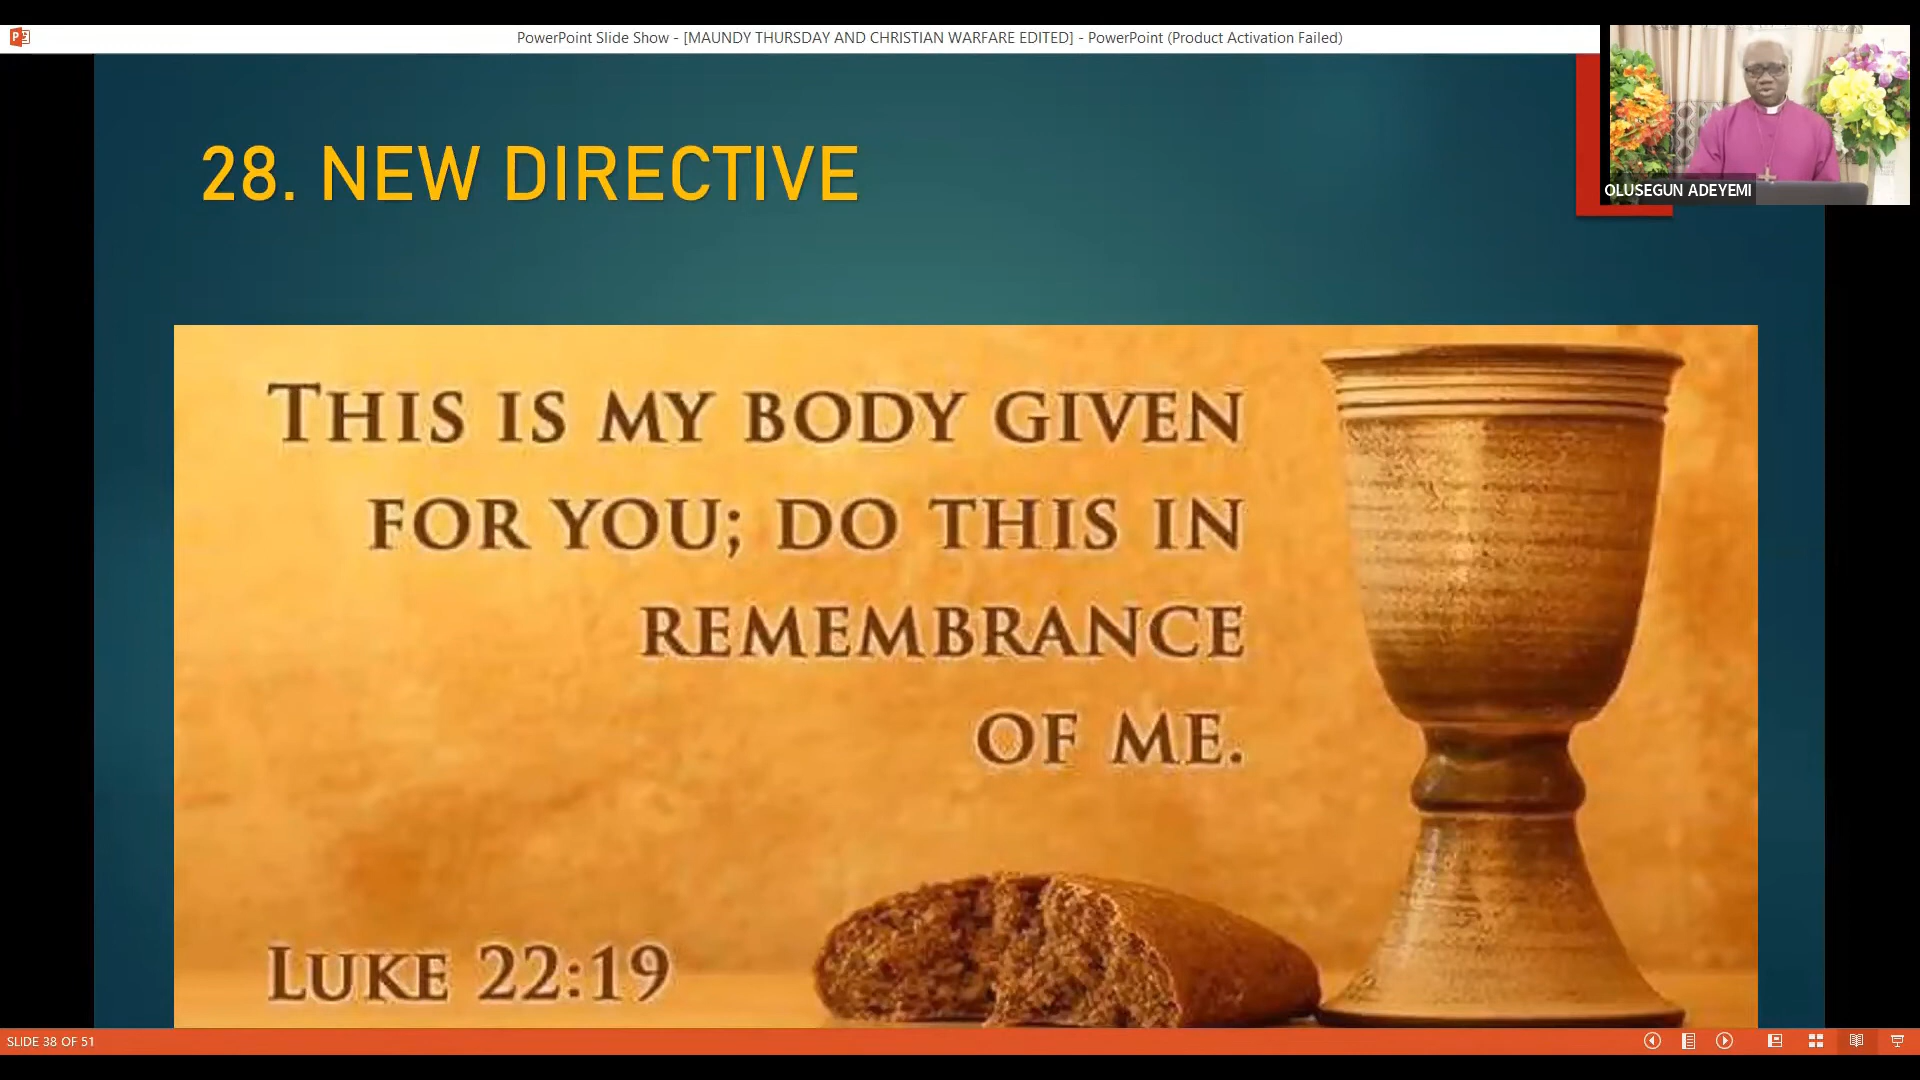 PowerPoint Slide Show - [MAUNDY THURSDAY AND CHRISTIAN WARFARE EDITED] - PowerPoint (Product Activation Failed)
OLUSEGUN ADEYEMI
28. NEW DIRECTIVE
THIS IS MY BODY GIVEN
FOR YOU; DO THIS IN
REMEMBRANCE
OF ME.
LUKE 22:19
SLIDE 38 OF 51